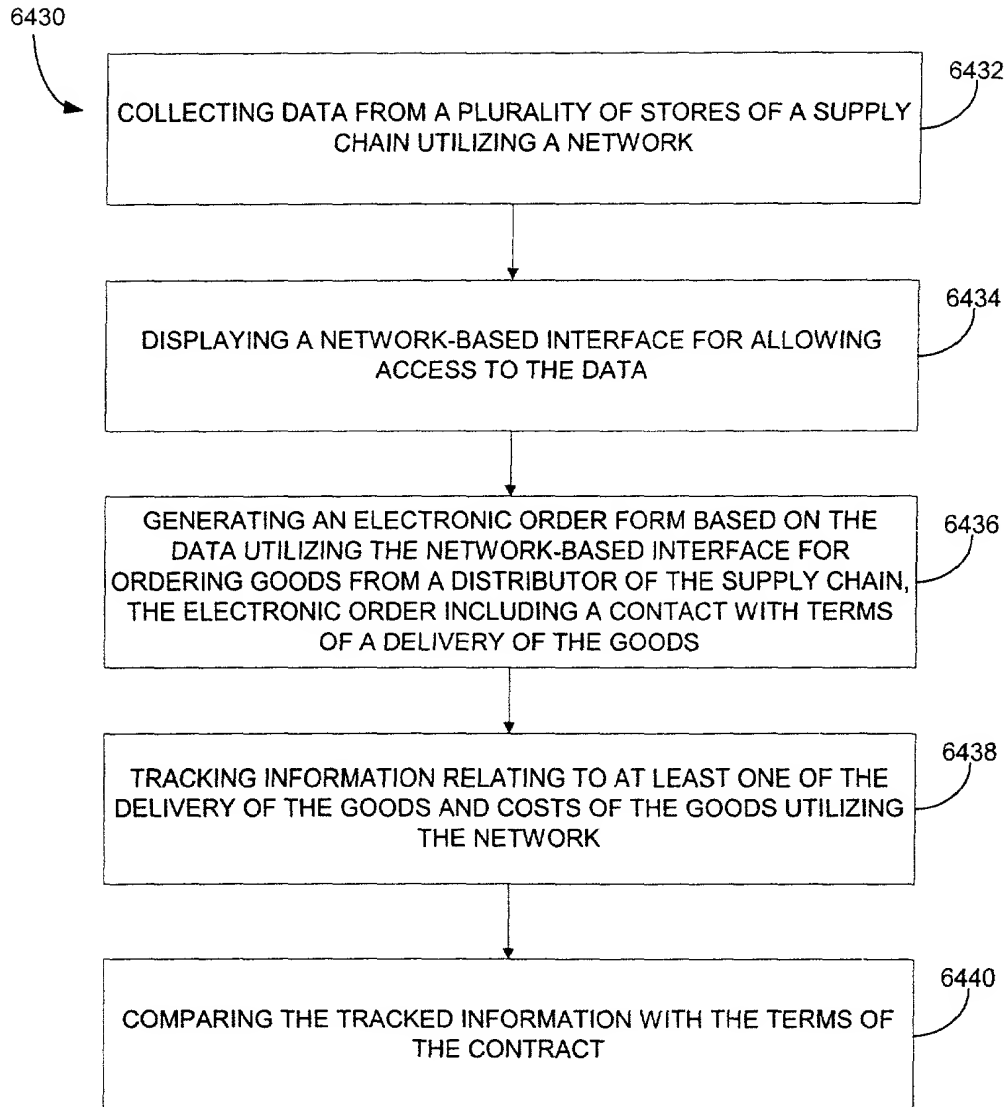 6430
6432
COLLECTING DATA FROM A PLURALITY OF STORES OF A SUPPLY
CHAIN UTILIZING A NETWORK
6434
DISPLAYING A NETWORK-BASED INTERFACE FOR ALLOWING
ACCESS TO THE DATA
6436
GENERATING AN ELECTRONIC ORDER FORM BASED ON THE
DATA UTILIZING THE NETWORK-BASED INTERFACE FOR
ORDERING GOODS FROM A DISTRIBUTOR OF THE SUPPLY CHAIN,
THE ELECTRONIC ORDER INCLUDING A CONTACT WITH TERMS
OF A DELIVERY OF THE GOODS
6438
TRACKING INFORMATION RELATING TO AT LEAST ONE OF THE
DELIVERY OF THE GOODS AND COSTS OF THE GOODS UTILIZING
THE NETWORK
6440
COMPARING THE TRACKED INFORMATION WITH THE TERMS OF
THE CONTRACT